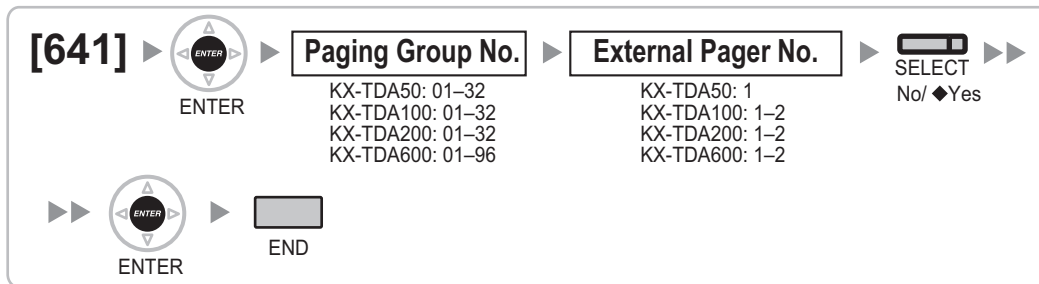 [641] ENTER Paging Group No. External Pager No.
ENTER
KX-TDA50: 01–32
KX-TDA100: 01–32
KX-TDA200: 01–32
KX-TDA600: 01–96
KX-TDA50: 1
KX-TDA100: 1–2
KX-TDA200: 1–2
KX-TDA600: 1–2
SELECT
No/ ◆Yes
ENTER
ENTER
END